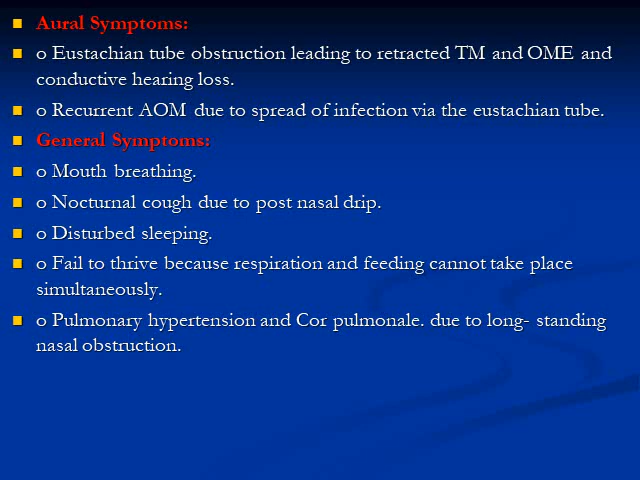 Aural Symptoms:
o Eustachian tube obstruction leading to retracted TM and OME and
conductive hearing loss.
o Recurrent AOM due to spread of infection via the eustachian tube.
General Symptoms:
o Mouth breathing.
o Nocturnal cough due to post nasal drip.
o Disturbed sleeping.
o Fail to thrive because respiration and feeding cannot take place
simultaneously.
o Pulmonary hypertension and Cor pulmonale. due to long- standing
nasal obstruction.